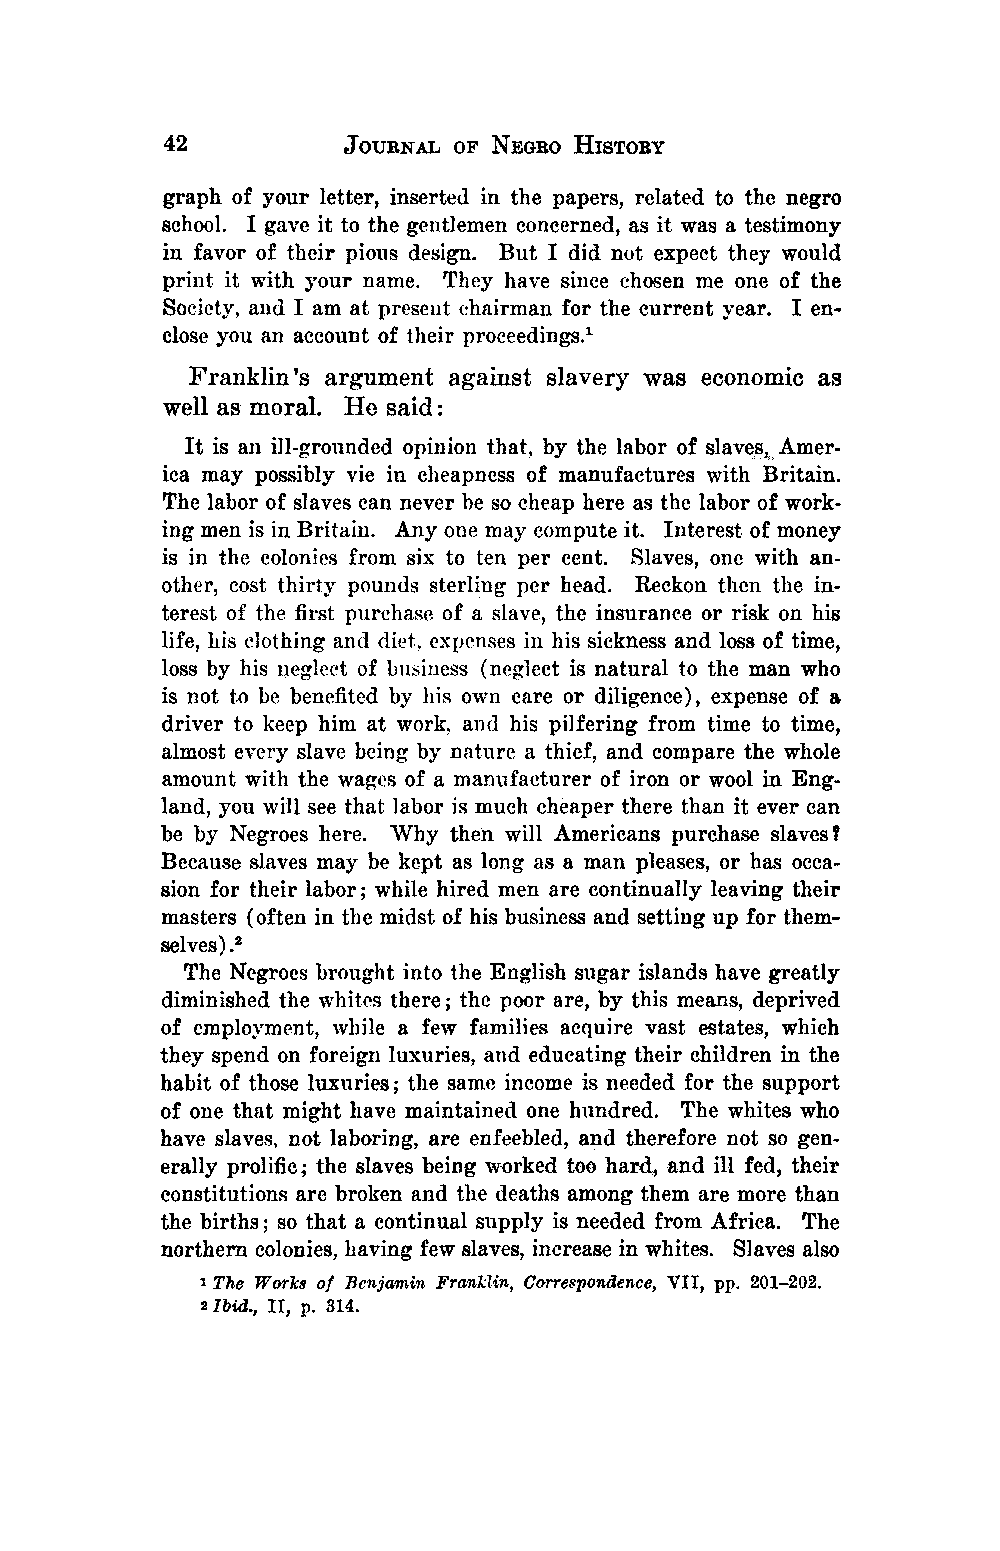 42 JOURNAL OF NEGRO HISTORY
graph of your letter, inserted in the papers, related to the negro
school. I gave it to the gentlemen concerned, as it was a testimony
in favor of their pious design. But I did not expect they would
print it with your name. They have since chosen me one of the
Society, and I am at present chairman for the current year. I en-
close you an account of their proceedings.¹
Franklin's argument against slavery was economic as
well as moral. He said:
It is an ill-grounded opinion that, by the labor of slaves, Amer-
ica may possibly vie in cheapness of manufactures with Britain.
The labor of slaves can never be so cheap here as the labor of work-
ing men is in Britain. Any one may compute it. Interest of money
is in the colonies from six to ten per cent. Slaves, one with an-
other, cost thirty pounds sterling per head. Reckon then the in-
terest of the first purchase of a slave, the insurance or risk on his
life, his clothing and diet, expenses in his sickness and loss of time,
loss by his neglect of business (neglect is natural to the man who
is not to be benefited by his own care or diligence), expense of a
driver to keep him at work, and his pilfering from time to time,
almost every slave being by nature a thief, and compare the whole
amount with the wages of a manufacturer of iron or wool in Eng-
land, you will see that labor is much cheaper there than it ever can
be by Negroes here. Why then will Americans purchase slaves?
Because slaves may be kept as long as a man pleases, or has occa-
sion for their labor; while hired men are continually leaving their
masters (often in the midst of his business and setting up for them-
selves).²
The Negroes brought into the English sugar islands have greatly
diminished the whites there; the poor are, by this means, deprived
of employment, while a few families acquire vast estates, which
they spend on foreign luxuries, and educating their children in the
habit of those luxuries; the same income is needed for the support
of one that might have maintained one hundred. The whites who
have slaves, not laboring, are enfeebled, and therefore not so gen-
erally prolific; the slaves being worked too hard, and ill fed, their
constitutions are broken and the deaths among them are more than
the births; so that a continual supply is needed from Africa. The
northern colonies, having few slaves, increase in whites. Slaves also
¹ The Works of Benjamin Franklin, Correspondence, VII, pp. 201–202.
² Ibid., II, p. 314.